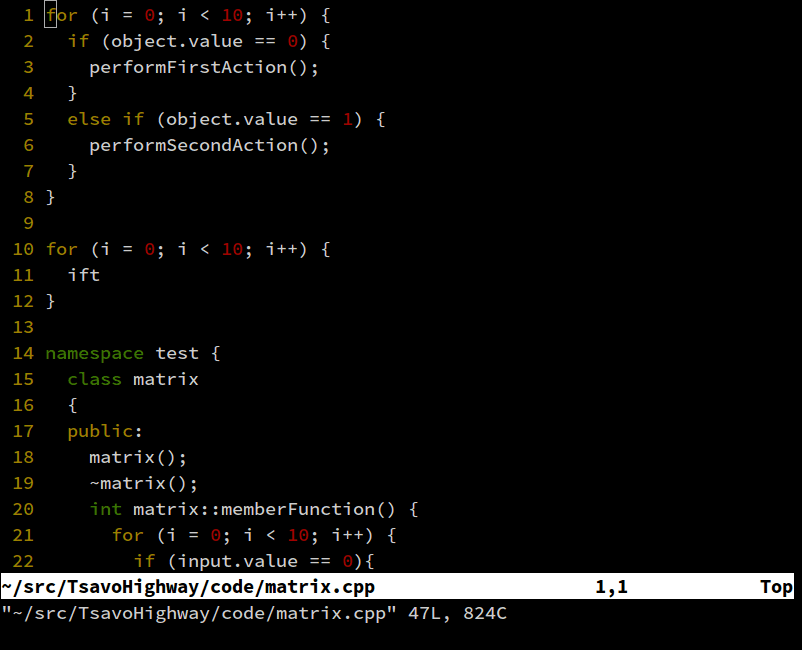 1 for (i = 0; i < 10; i++) {
2   if (object.value == 0) {
3     performFirstAction();
4   }
5   else if (object.value == 1) {
6     performSecondAction();
7   }
8 }
9
10 for (i = 0; i < 10; i++) {
11   ift
12 }
13
14 namespace test {
15   class matrix
16   {
17   public:
18     matrix();
19     ~matrix();
20     int matrix::memberFunction() {
21       for (i = 0; i < 10; i++) {
22         if (input.value == 0){
~/src/TsavoHighway/code/matrix.cpp 1,1 Top
"~/src/TsavoHighway/code/matrix.cpp" 47L, 824C